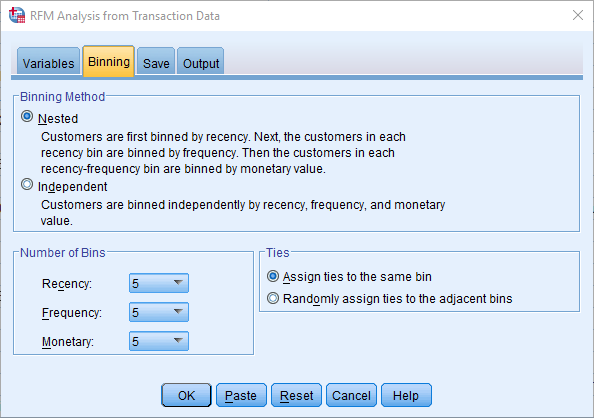 RFM Analysis from Transaction Data
Variables Binning Save Output
Binning Method
Nested
Customers are first binned by recency. Next, the customers in each
recency bin are binned by frequency. Then the customers in each
recency-frequency bin are binned by monetary value.
Independent
Customers are binned independently by recency, frequency, and monetary
value.
Number of Bins
Recency: 5
Frequency: 5
Monetary: 5
Ties
Assign ties to the same bin
Randomly assign ties to the adjacent bins
OK Paste Reset Cancel Help